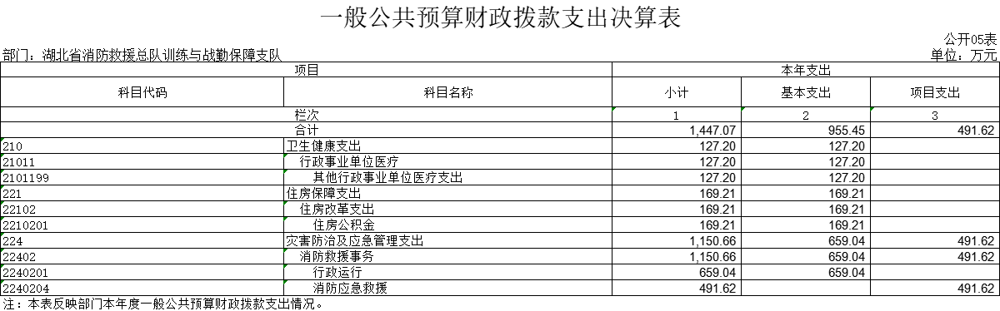 一般公共预算财政拨款支出决算表
公开05表
部门：湖北省消防救援总队训练与战勤保障支队 单位：万元
项目 本年支出
科目代码 科目名称 小计 基本支出 项目支出
栏次 1 2 3
合计 1,447.07 955.45 491.62
210 卫生健康支出 127.20 127.20
21011 行政事业单位医疗 127.20 127.20
2101199 其他行政事业单位医疗支出 127.20 127.20
221 住房保障支出 169.21 169.21
22102 住房改革支出 169.21 169.21
2210201 住房公积金 169.21 169.21
224 灾害防治及应急管理支出 1,150.66 659.04 491.62
22402 消防救援事务 1,150.66 659.04 491.62
2240201 行政运行 659.04 659.04
2240204 消防应急救援 491.62 491.62
注：本表反映部门本年度一般公共预算财政拨款支出情况。